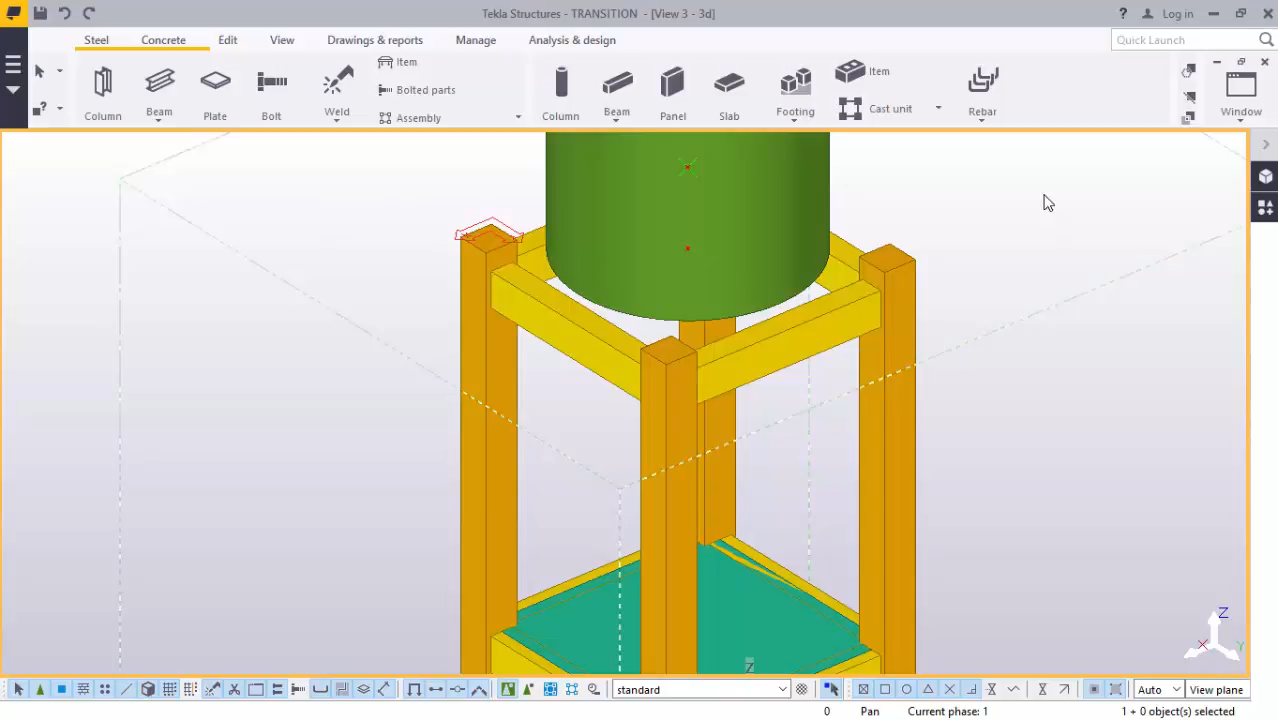 Tekla Structures - TRANSITION - [View 3 - 3d]
? Log in
Steel Concrete Edit View Drawings & reports Manage Analysis & design
Quick Launch
Column Beam Plate Bolt Weld
Item
Bolted parts
Assembly
Column Beam Panel Slab Footing
Item
Cast unit
Rebar
Window
Z
X
Y
Z
standard
Auto
View plane
0 Pan Current phase: 1 1 + 0 object(s) selected